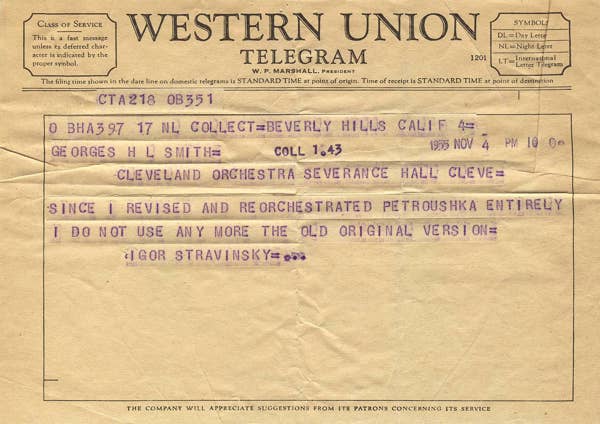 CLASS OF SERVICE
This is a fast message
unless its deferred char-
acter is indicated by the
proper symbol.
WESTERN UNION
TELEGRAM
W. P. MARSHALL, PRESIDENT
1201
SYMBOLS
DL=Day Letter
NL=Night Letter
LT=International Letter Telegram
The filing time shown in the date line on domestic telegrams is STANDARD TIME at point of origin. Time of receipt is STANDARD TIME at point of destination
CTA218 OB351
O BHA397 17 NL COLLECT=BEVERLY HILLS CALIF 4=
GEORGES H L SMITH= COLL 1.43 1953 NOV 4 PM 10
CLEVELAND ORCHESTRA SEVERANCE HALL CLEVE=
SINCE I REVISED AND REORCHESTRATED PETROUSHKA ENTIRELY
I DO NOT USE ANY MORE THE OLD ORIGINAL VERSION=
IGOR STRAVINSKY=...
THE COMPANY WILL APPRECIATE SUGGESTIONS FROM ITS PATRONS CONCERNING ITS SERVICE